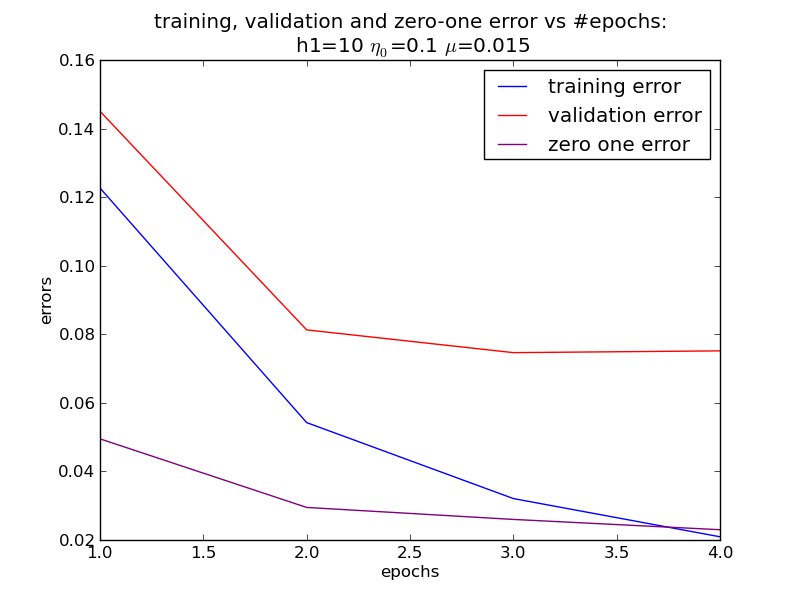 training, validation and zero-one error vs #epochs:
h1=10 η₀=0.1 μ=0.015
0.16
training error
validation error
zero one error
0.14
0.12
0.10
errors
0.08
0.06
0.04
0.02
1.0 1.5 2.0 2.5 3.0 3.5 4.0
epochs